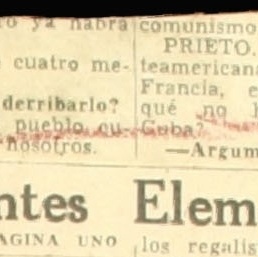 ro ya habrá
cuatro me-
derribarlo?
pueblo cu-
nosotros.
comunismo
PRIETO.
teamericana
Francia, e
qué no h
Cuba?
—Argum
ntes Elem
AGINA UNO
los regalis